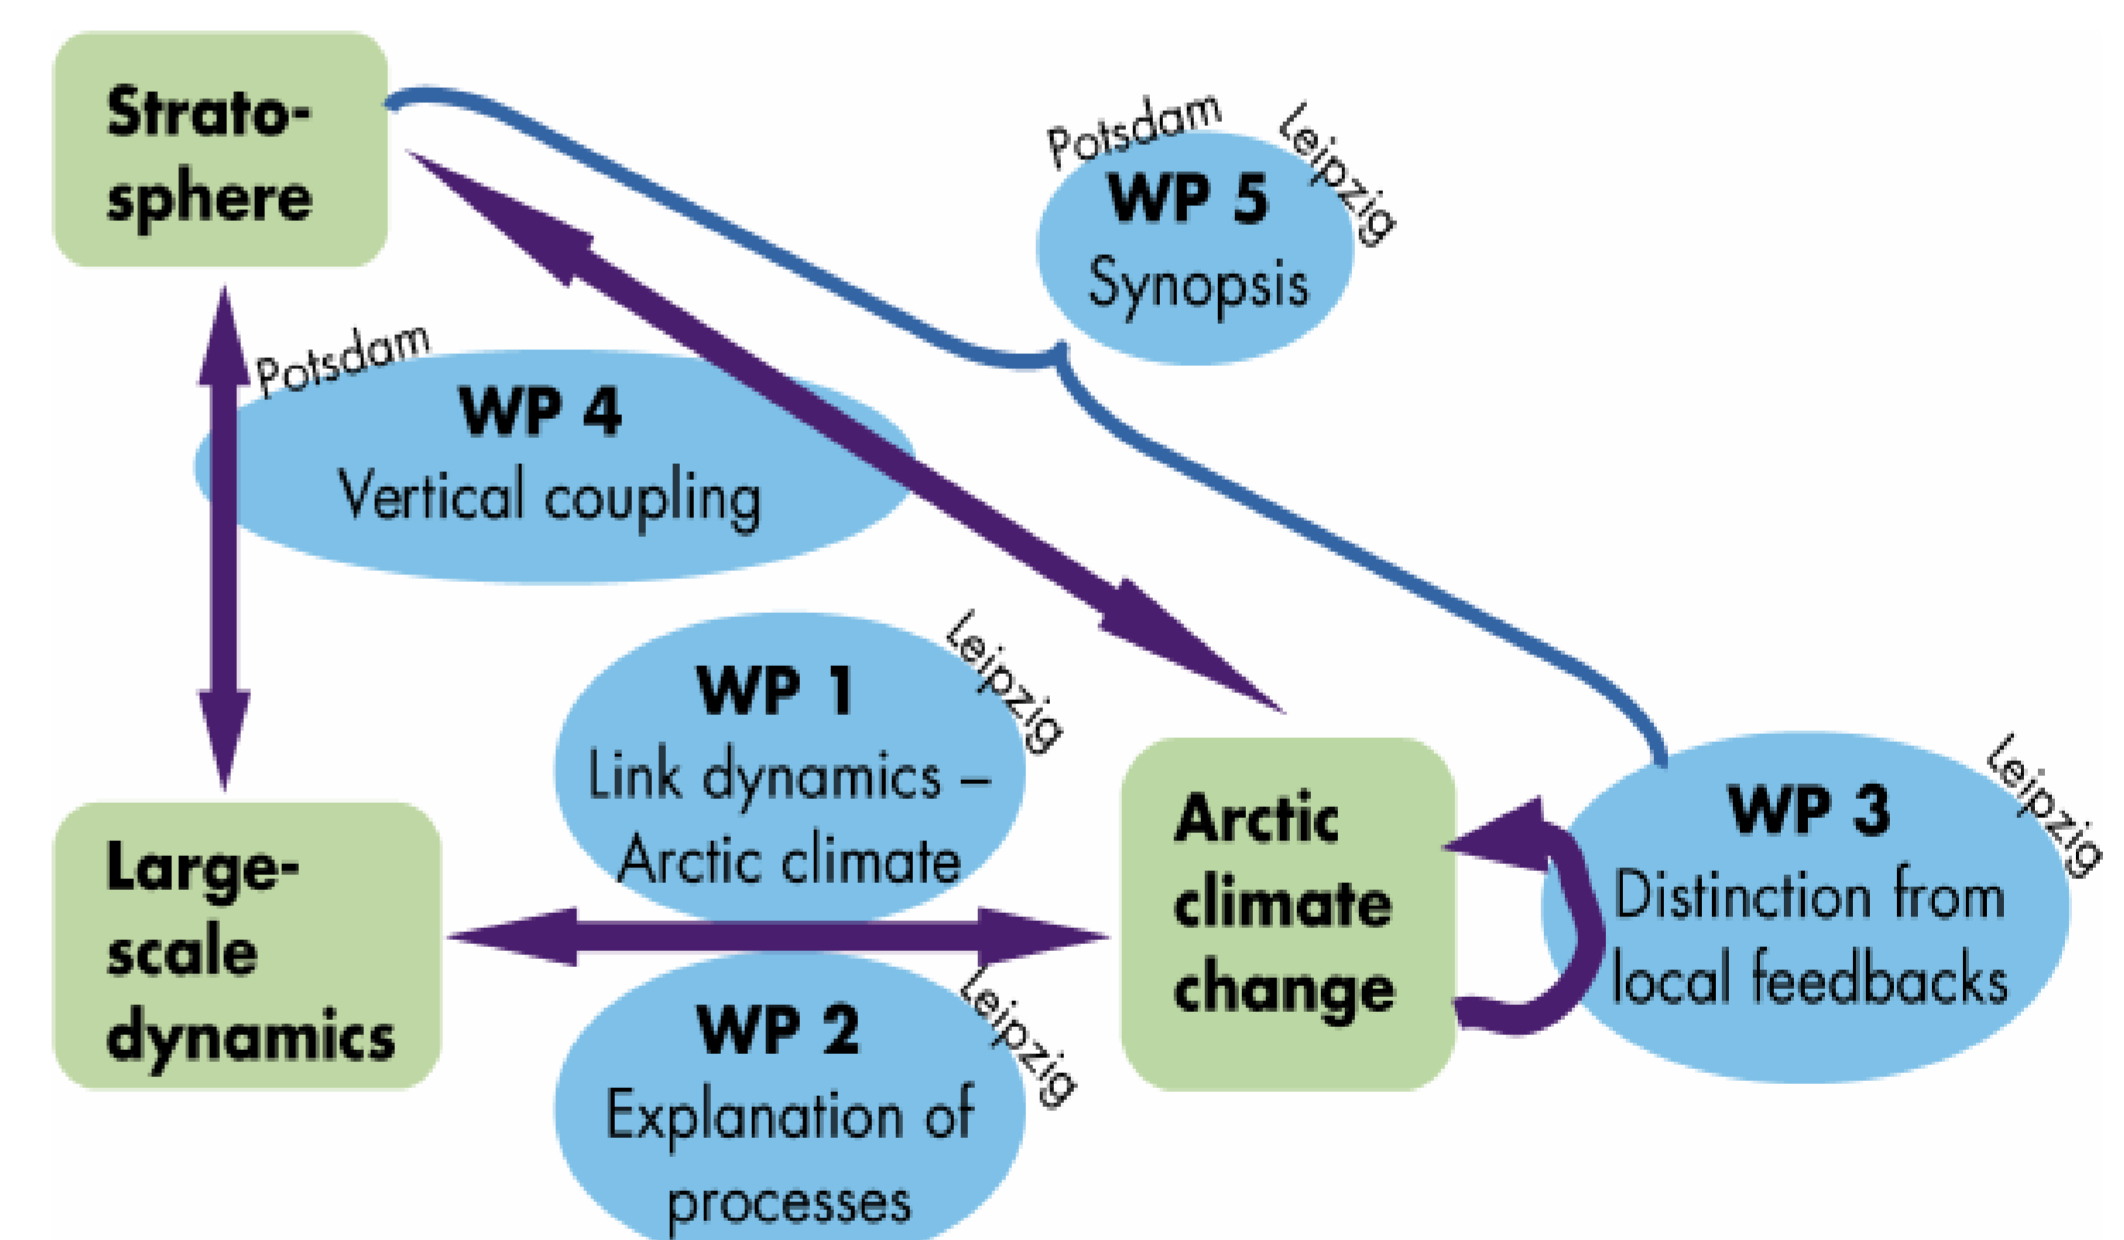 Strato-
sphere
Potsdam
Leipzig
WP 5
Synopsis
Potsdam
WP 4
Vertical coupling
Leipzig
WP 1
Link dynamics –
Arctic climate
Large-
scale
dynamics
Arctic
climate
change
Leipzig
WP 3
Distinction from
local feedbacks
Leipzig
WP 2
Explanation of
processes